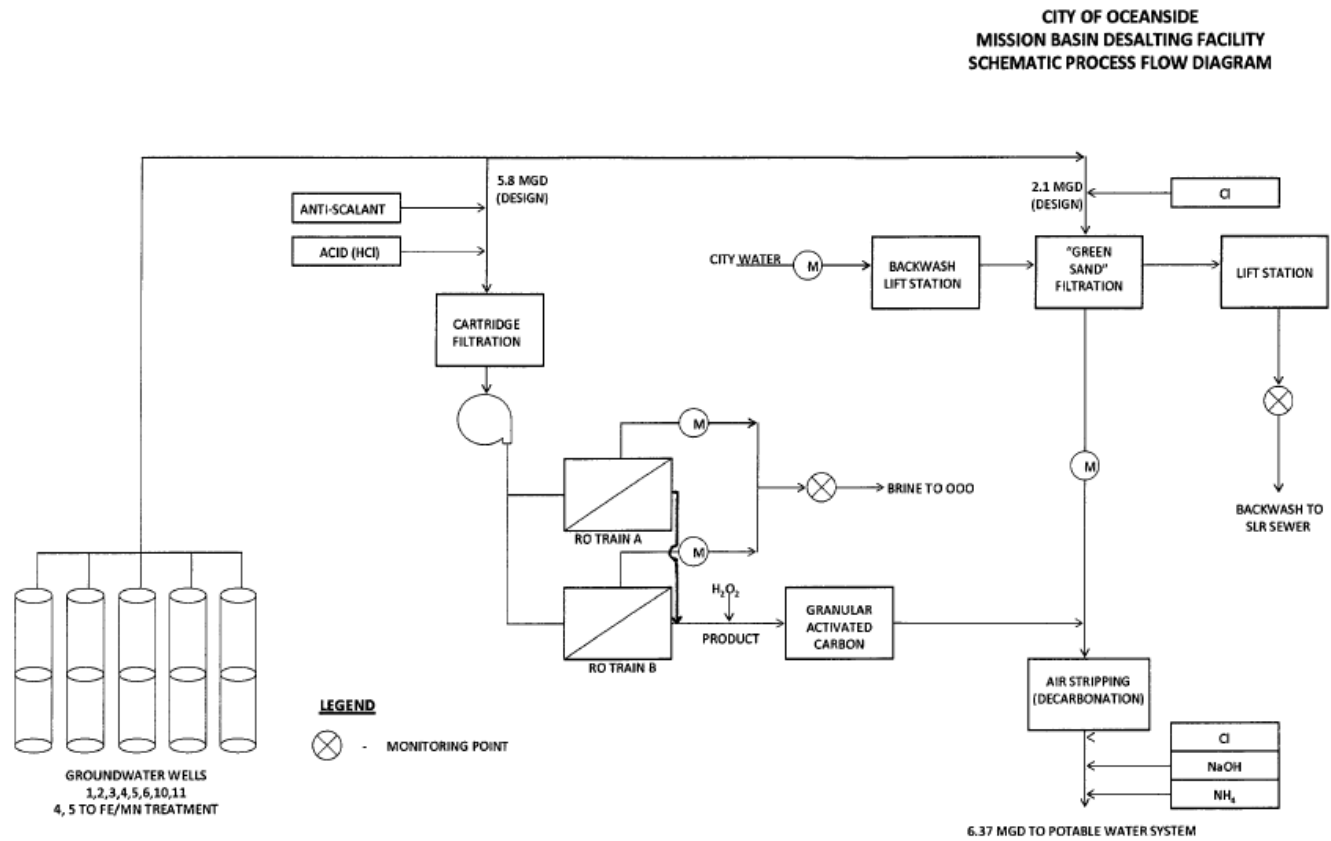 CITY OF OCEANSIDE
MISSION BASIN DESALTING FACILITY
SCHEMATIC PROCESS FLOW DIAGRAM
5.8 MGD
(DESIGN)
ANTI-SCALANT
ACID (HCl)
2.1 MGD
(DESIGN)
Cl
CITY WATER
M
BACKWASH
LIFT STATION
"GREEN
SAND"
FILTRATION
LIFT STATION
CARTRIDGE
FILTRATION
M
M
BRINE TO OOO
BACKWASH TO
SLR SEWER
RO TRAIN A
M
H₂O₂
PRODUCT
GRANULAR
ACTIVATED
CARBON
RO TRAIN B
AIR STRIPPING
(DECARBONATION)
LEGEND
- MONITORING POINT
Cl
NaOH
NH₄
GROUNDWATER WELLS
1,2,3,4,5,6,10,11
4, 5 TO FE/MN TREATMENT
6.37 MGD TO POTABLE WATER SYSTEM